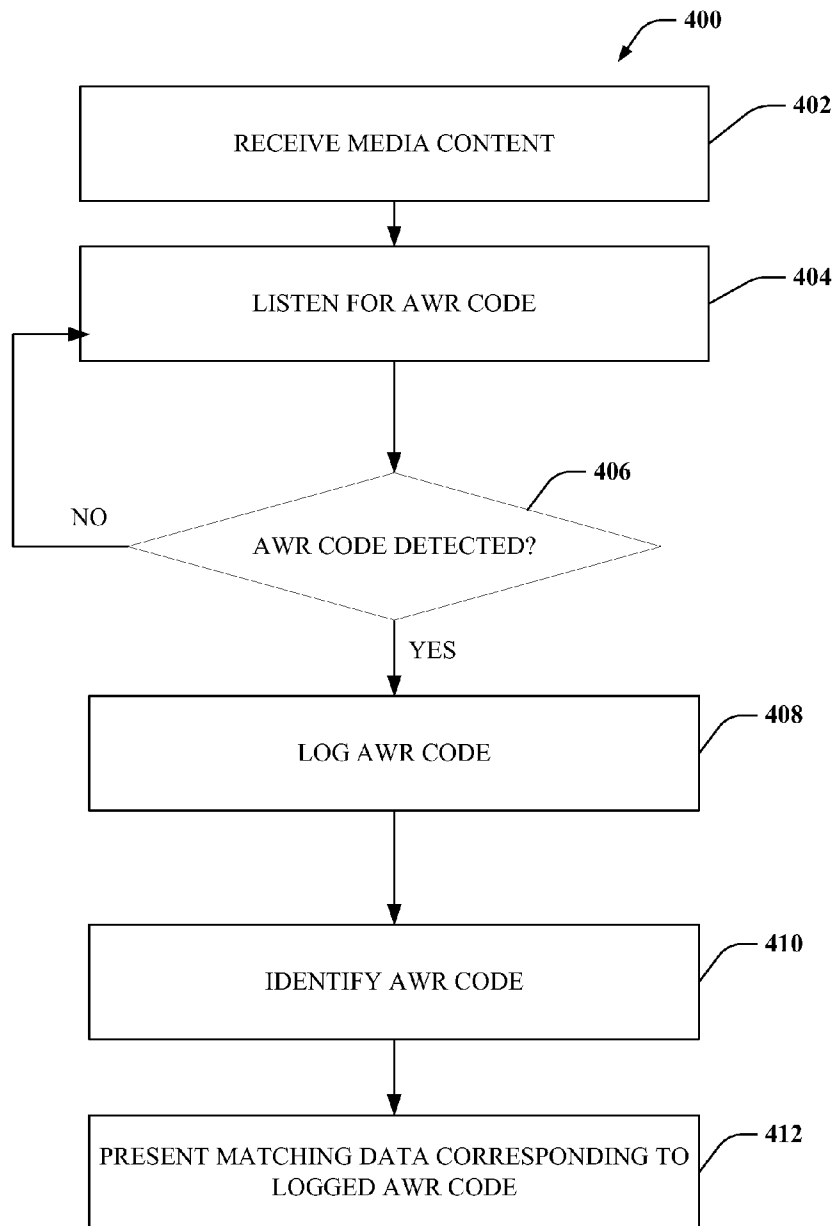 400
402
RECEIVE MEDIA CONTENT
404
LISTEN FOR AWR CODE
406
NO
AWR CODE DETECTED?
YES
408
LOG AWR CODE
410
IDENTIFY AWR CODE
412
PRESENT MATCHING DATA CORRESPONDING TO
LOGGED AWR CODE